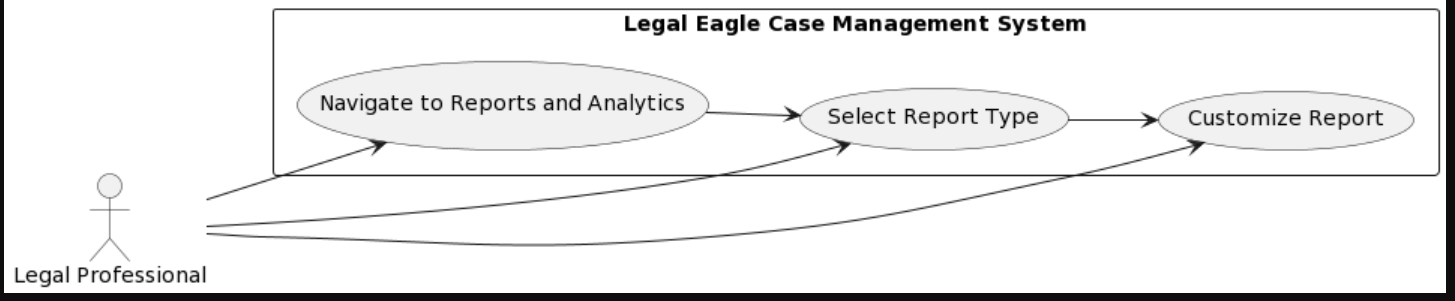 Legal Eagle Case Management System
Navigate to Reports and Analytics
Select Report Type
Customize Report
Legal Professional